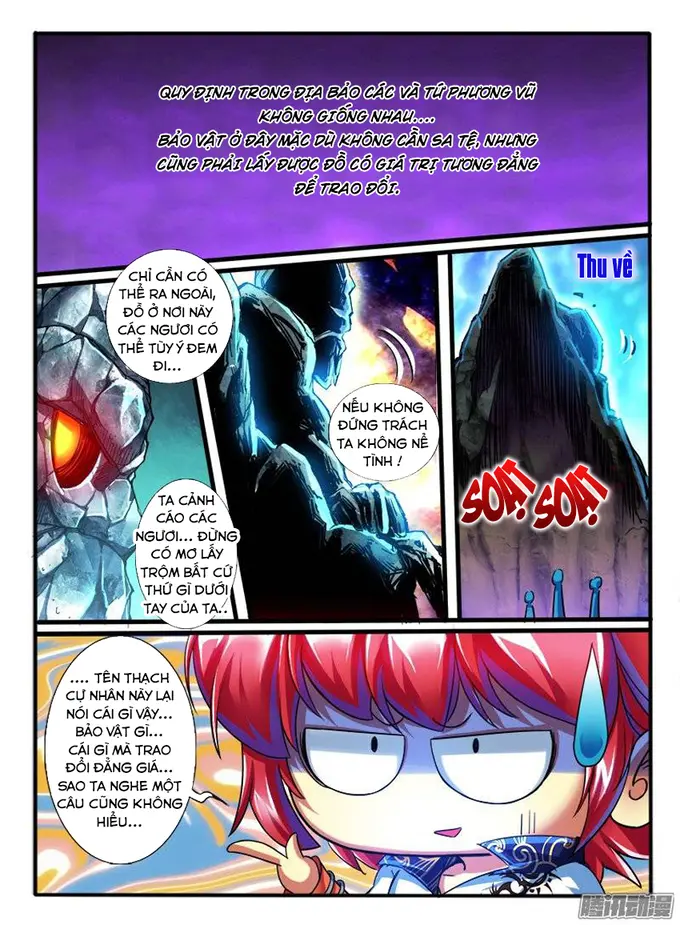 QUY ĐỊNH TRONG ĐỊA BẢO CÁC VÀ TỨ PHƯƠNG VŨ
KHÔNG GIỐNG NHAU....
BẢO VẬT Ở ĐÂY MẶC DÙ KHÔNG CẦN SA TỆ, NHƯNG
CŨNG PHẢI LẤY ĐƯỢC ĐỒ CÓ GIÁ TRỊ TƯƠNG ĐẲNG
ĐỂ TRAO ĐỔI.
CHỈ CẦN CÓ
THỂ RA NGOÀI,
ĐỒ Ở NƠI NÀY
CÁC NGƯƠI CÓ
THỂ TÙY Ý ĐEM
ĐI...
TA CẢNH
CÁO CÁC
NGƯƠI... ĐỪNG
CÓ MƠ LẤY
TRỘM BẤT CỨ
THỨ GÌ DƯỚI
TAY CỦA TA..
NẾU KHÔNG
ĐỨNG TRÁCH
TA KHÔNG NỂ
TÌNH !
Thu về
SOẠT SOẠT
.... TÊN THẠCH
CỰ NHÂN NÀY LẠI
NÓI CÁI GÌ VẬY...
BẢO VẬT GÌ...
CÁI GÌ MÀ TRAO
ĐỔI ĐẲNG GIÁ...
SAO TA NGHE MỘT
CÂU CŨNG KHÔNG
HIỂU...
腾讯动漫